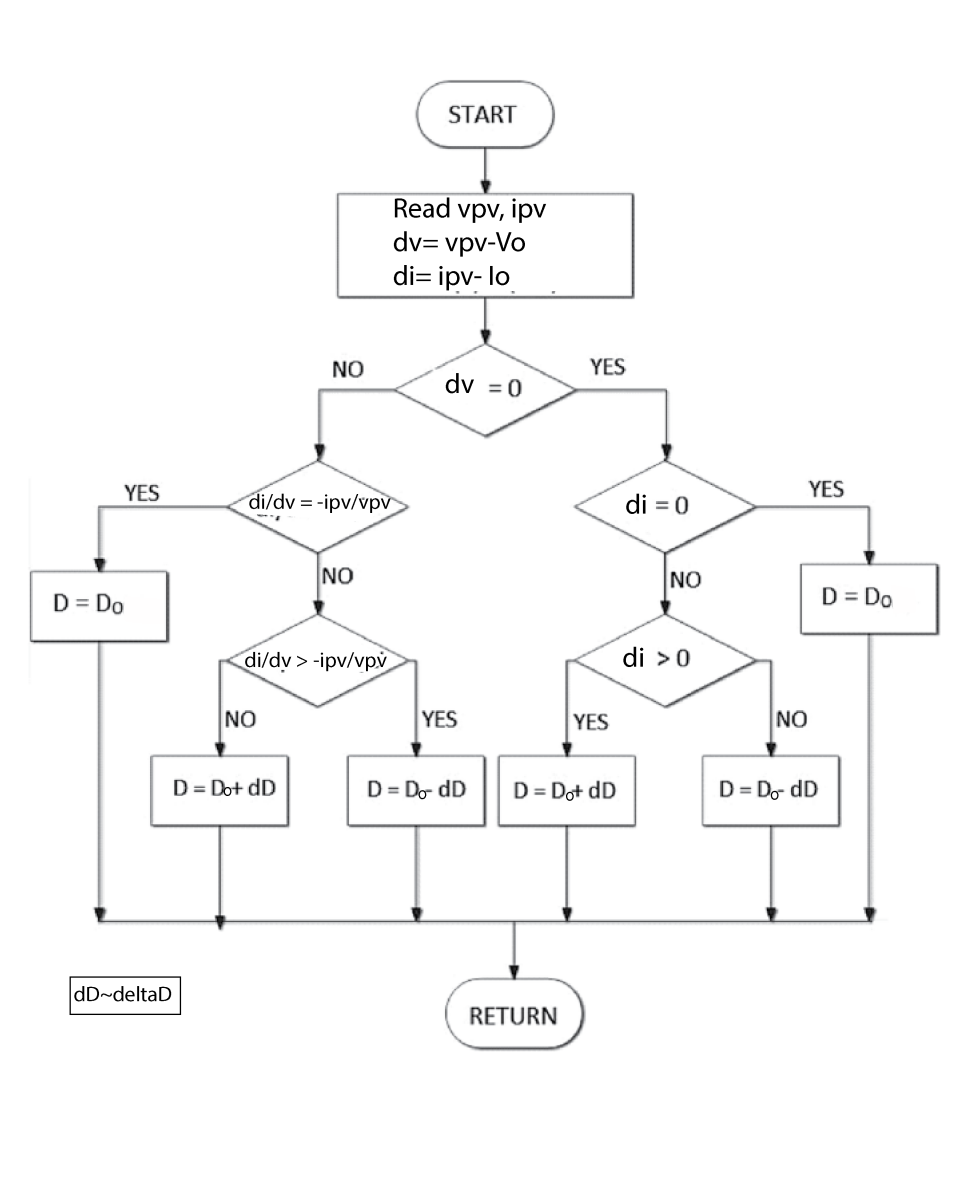 START
Read vpv, ipv
dv= vpv-Vo
di= ipv- Io
NO
YES
dv = 0
YES
di/dv = -ipv/vpv
di = 0
YES
NO
NO
D = Do
D = Do
di/dv > -ipv/vpv
di > 0
NO
YES
YES
NO
D = Do+ dD
D = Do- dD
D = Do+ dD
D = Do- dD
dD~deltaD
RETURN